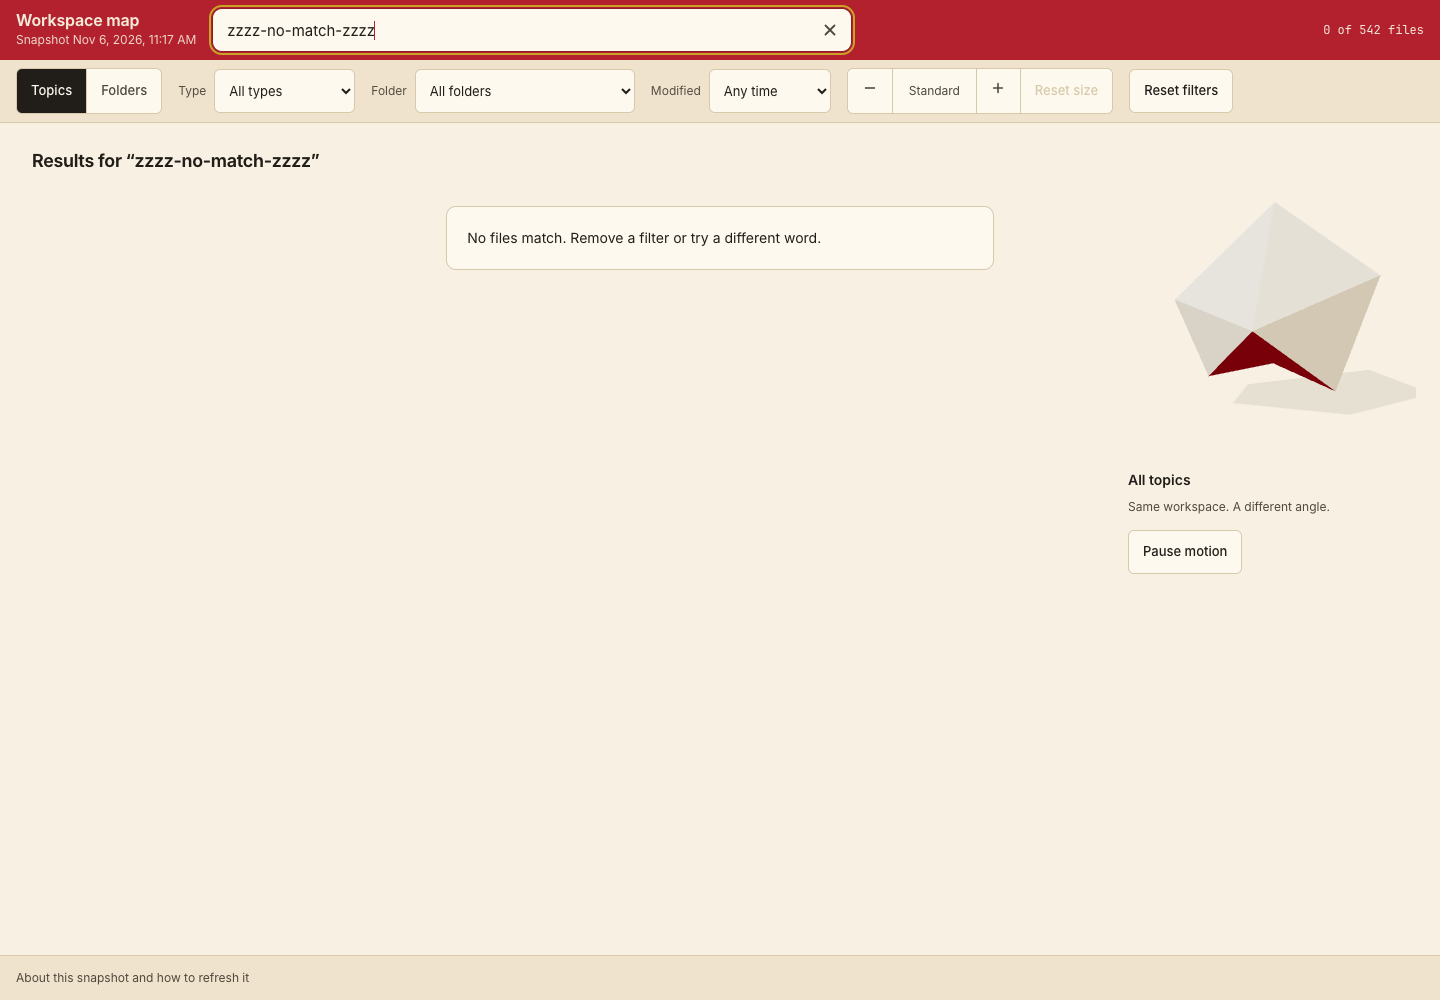 Workspace map
Snapshot Nov 6, 2026, 11:17 AM
zzzz-no-match-zzzz
0 of 542 files
Topics Folders Type All types Folder All folders Modified Any time − Standard + Reset size Reset filters
Results for “zzzz-no-match-zzzz”
No files match. Remove a filter or try a different word.
All topics
Same workspace. A different angle.
Pause motion
About this snapshot and how to refresh it